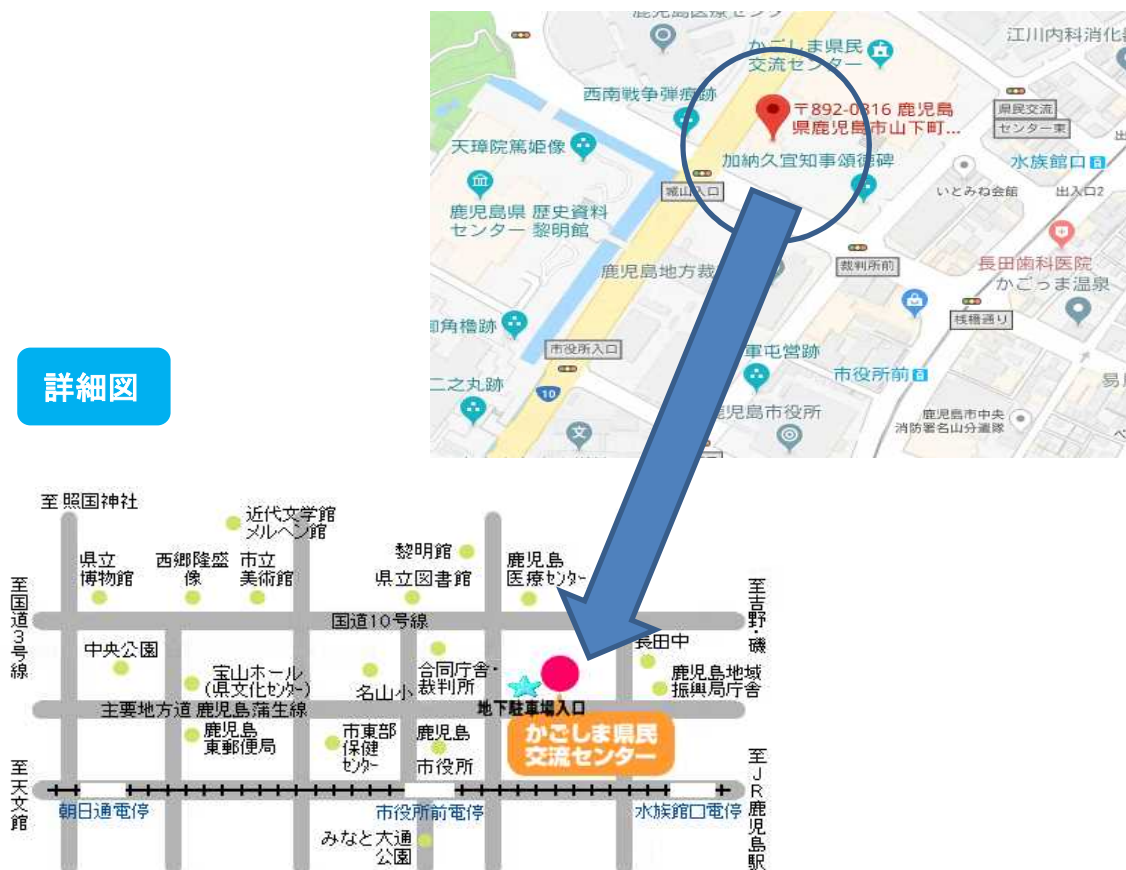 鹿児島医療センター
かごしま県民
交流センター
江川内科消化器
西南戦争弾痕跡
〒892-0816 鹿児島
県鹿児島市山下町...
県民交流
センター東
天璋院篤姫像
加納久宜知事頌徳碑
水族館口
城山入口
いとみね会館
出入口2
鹿児島県 歴史資料
センター 黎明館
鹿児島地方裁
裁判所前
長田歯科医院
かごっま温泉
御角櫓跡
桟橋通り
市役所入口
軍屯営跡
市役所前
二之丸跡
10
鹿児島市役所
鹿児島市中央
消防署名山分遣隊
詳細図
至照国神社
近代文学館
メルヘン館
県立
博物館
西郷隆盛
像
市立
美術館
黎明館
県立図書館
鹿児島
医療センター
至国道3号線
国道10号線
至吉野・磯
中央公園
宝山ホール
(県文化センター)
名山小
合同庁舎・
裁判所
長田中
鹿児島地域
振興局庁舎
主要地方道 鹿児島蒲生線
地下駐車場入口
かごしま県民
交流センター
鹿児島
東郵便局
市東部
保健
センター
鹿児島
市役所
至天文館
至JR鹿児島駅
朝日通電停
市役所前電停
水族館口電停
みなと大通
公園